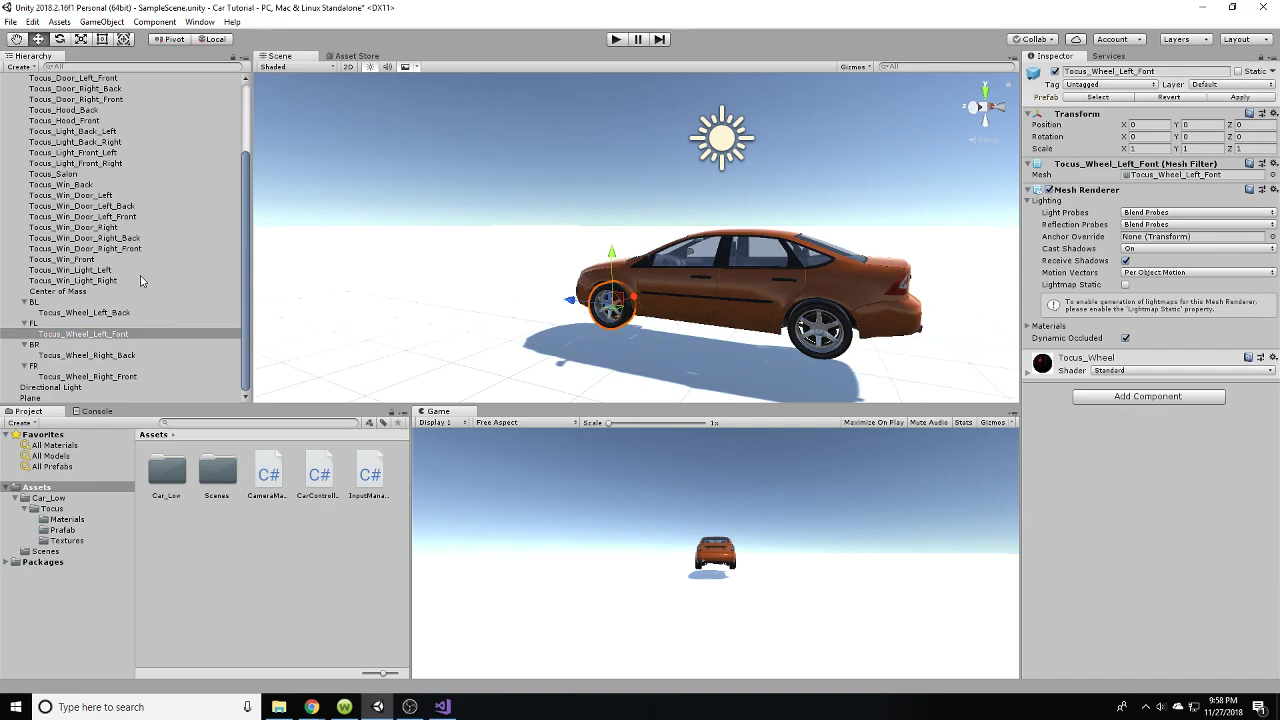 Unity 2018.2.16f1 Personal (64bit) - SampleScene.unity - Car Tutorial - PC, Mac & Linux Standalone* <DX11>
File Edit Assets GameObject Component Window Help
Pivot Local Collab Account Layers Layout
Hierarchy
Create All
Tocus_Door_Left_Front
Tocus_Door_Right_Back
Tocus_Door_Right_Front
Tocus_Hood_Back
Tocus_Hood_Front
Tocus_Light_Back_Left
Tocus_Light_Back_Right
Tocus_Light_Front_Left
Tocus_Light_Front_Right
Tocus_Salon
Tocus_Win_Back
Tocus_Win_Door_Left
Tocus_Win_Door_Left_Back
Tocus_Win_Door_Left_Front
Tocus_Win_Door_Right
Tocus_Win_Door_Right_Back
Tocus_Win_Door_Right_Front
Tocus_Win_Front
Tocus_Win_Light_Left
Tocus_Win_Light_Right
Center of Mass
BL
Tocus_Wheel_Left_Back
FL
Tocus_Wheel_Left_Font
BR
Tocus_Wheel_Right_Back
FR
Tocus_Wheel_Right_Front
Directional Light
Plane
Scene Asset Store
Shaded 2D Gizmos All
y
z
Persp
Inspector Services
Tocus_Wheel_Left_Font Static
Tag Untagged Layer Default
Prefab Select Revert Apply
Transform
Position X 0 Y 0 Z 0
Rotation X 0 Y 0 Z 0
Scale X 1 Y 1 Z 1
Tocus_Wheel_Left_Font (Mesh Filter)
Mesh Tocus_Wheel_Left_Font
Mesh Renderer
Lighting
Light Probes Blend Probes
Reflection Probes Blend Probes
Anchor Override None (Transform)
Cast Shadows On
Receive Shadows
Motion Vectors Per Object Motion
Lightmap Static
To enable generation of lightmaps for this Mesh Renderer, please enable the 'Lightmap Static' property.
Materials
Dynamic Occluded
Tocus_Wheel
Shader Standard
Add Component
Project Console
Create
Favorites
All Materials
All Models
All Prefabs
Assets
Car_Low
Tocus
Materials
Prafab
Textures
Scenes
Packages
Assets
Car_Low Scenes CameraMa... CarControll... InputMana...
Game
Display 1 Free Aspect Scale 1x Maximize On Play Mute Audio Stats Gizmos
Type here to search
9:58 PM
11/27/2018